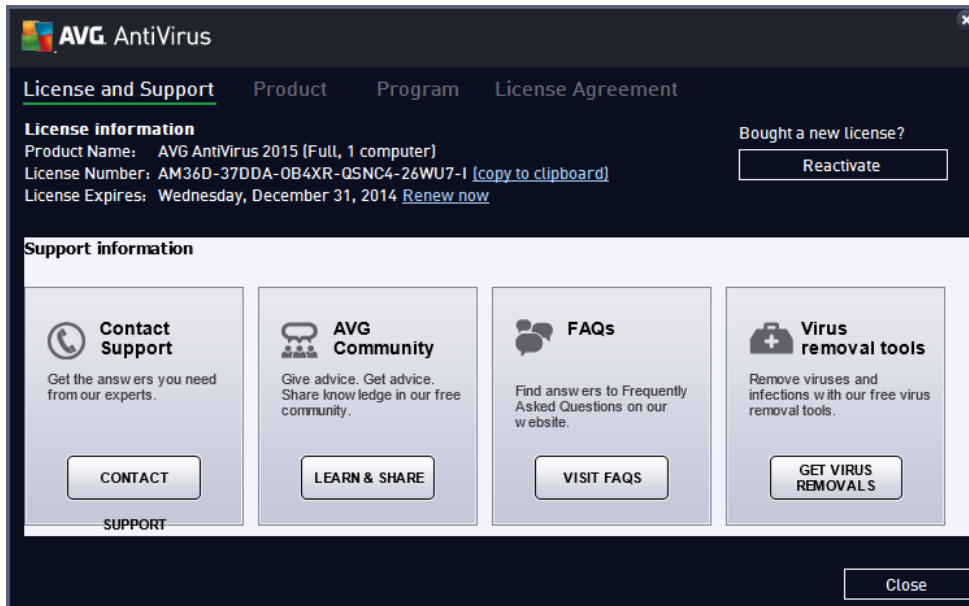 AVG AntiVirus
License and Support Product Program License Agreement
License information
Product Name: AVG AntiVirus 2015 (Full, 1 computer)
License Number: AM36D-37DDA-OB4XR-QSNC4-26WU7-I (copy to clipboard)
License Expires: Wednesday, December 31, 2014 Renew now
Bought a new license?
Reactivate
Support information
Contact
Support
Get the answers you need
from our experts.
CONTACT
SUPPORT
AVG
Community
Give advice. Get advice.
Share knowledge in our free
community.
LEARN & SHARE
FAQs
Find answers to Frequently
Asked Questions on our
website.
VISIT FAQS
Virus
removal tools
Remove viruses and
infections with our free virus
removal tools.
GET VIRUS
REMOVALS
Close